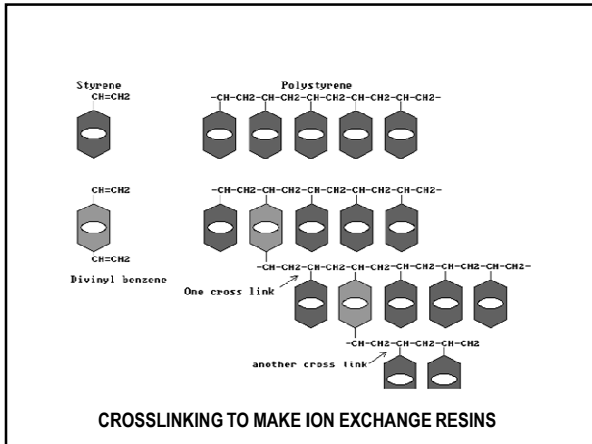 Styrene Polystyrene
CH=CH2 -CH-CH2-CH-CH2-CH-CH2-CH-CH2-CH-CH2-
CH=CH2 -CH-CH2-CH-CH2-CH-CH2-CH-CH2-CH-CH2-
CH=CH2
-CH-CH2-CH-CH2-CH-CH2-CH-CH2-CH-CH2-CH-CH2-
Divinyl benzene
One cross link
-CH-CH2-CH-CH2-CH-CH2
another cross link
CROSSLINKING TO MAKE ION EXCHANGE RESINS